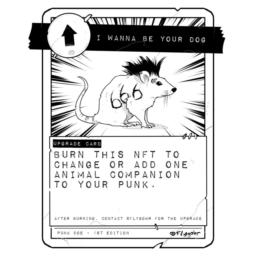 I WANNA BE YOUR DOG
666
UPGRADE CARD
BURN THIS NFT TO
CHANGE OR ADD ONE
ANIMAL COMPANION
TO YOUR PUNK.
AFTER BURNING, CONTACT @FLYGOHR FOR THE UPGRADE
PUNK 666 - 1ST EDITION
@Flygohr